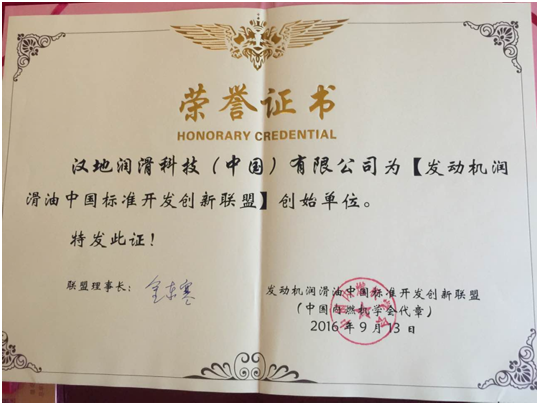 荣誉证书
HONORARY CREDENTIAL
汉地润滑科技（中国）有限公司为【发动机润
滑油中国标准开发创新联盟】创始单位。
特发此证！
联盟理事长：金东寒
发动机润滑油中国标准开发创新联盟
（中国内燃机学会代章）
2016年9月13日